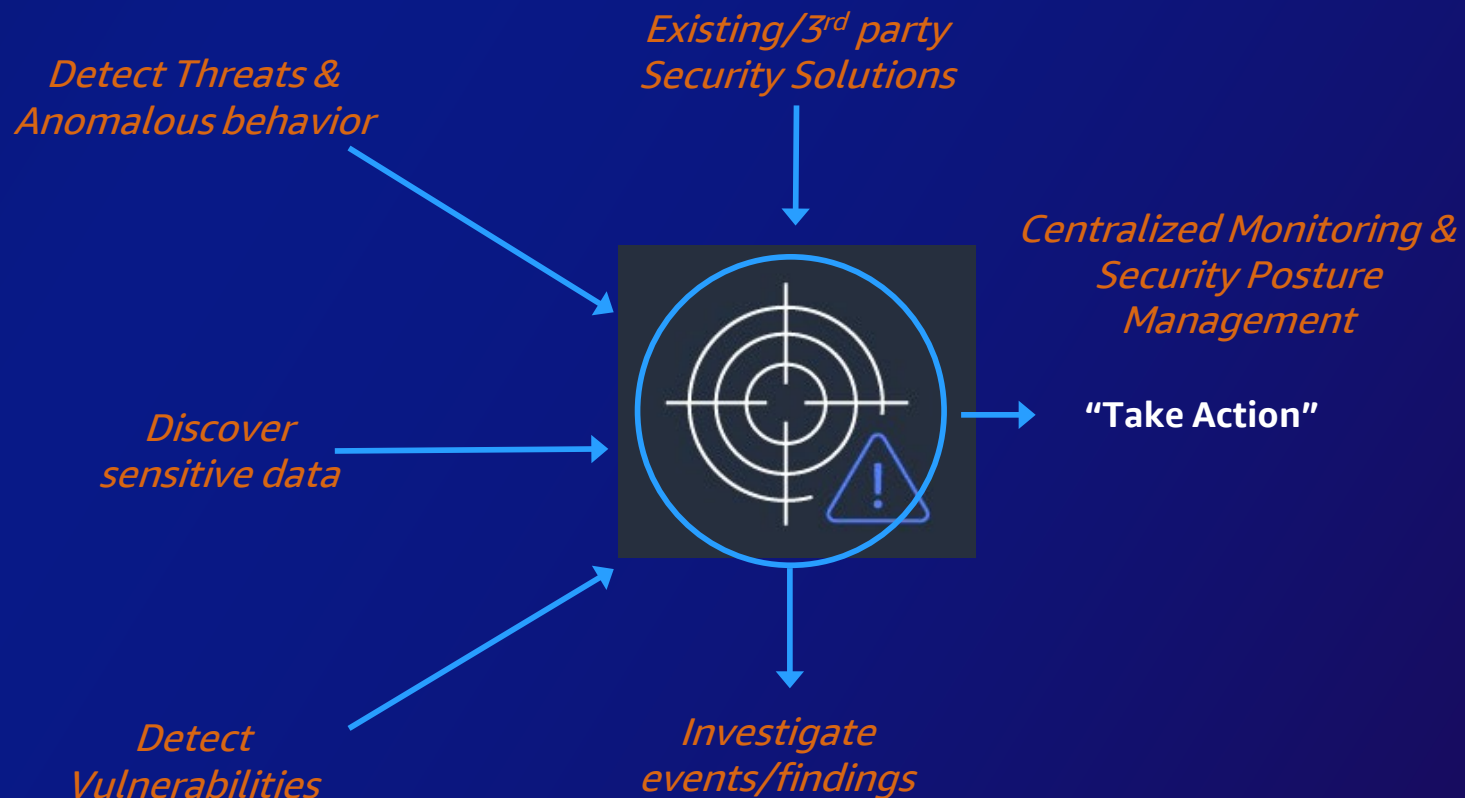 Existing/3rd party
Security Solutions
Detect Threats &
Anomalous behavior
Centralized Monitoring &
Security Posture
Management
“Take Action”
Discover
sensitive data
Detect
Vulnerabilities
Investigate
events/findings